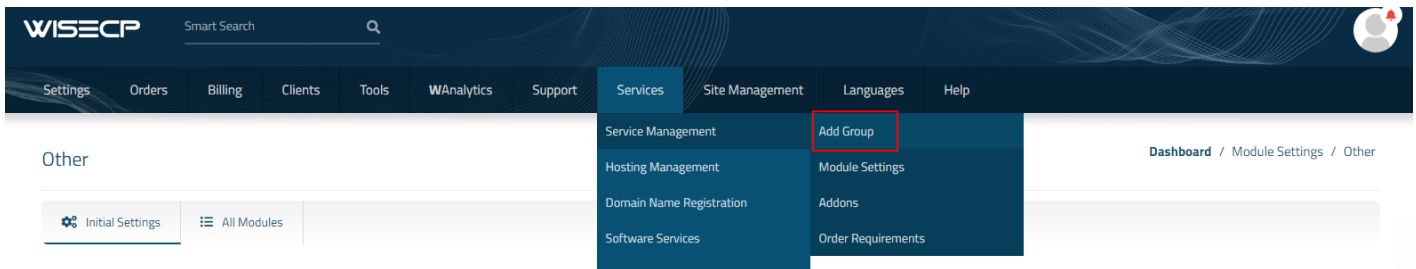 WISECP Smart Search
Settings Orders Billing Clients Tools WAnalytics Support Services Site Management Languages Help
Service Management Add Group
Other Dashboard / Module Settings / Other
Hosting Management Module Settings
Domain Name Registration Addons
Initial Settings All Modules
Software Services Order Requirements